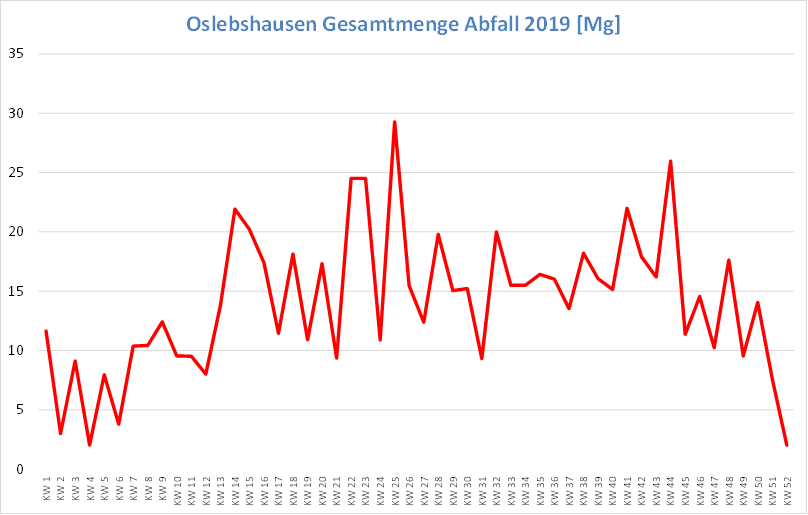 Oslebshausen Gesamtmenge Abfall 2019 [Mg]
35
30
25
20
15
10
5
0
KW 1
KW 2
KW 3
KW 4
KW 5
KW 6
KW 7
KW 8
KW 9
KW 10
KW 11
KW 12
KW 13
KW 14
KW 15
KW 16
KW 17
KW 18
KW 19
KW 20
KW 21
KW 22
KW 23
KW 24
KW 25
KW 26
KW 27
KW 28
KW 29
KW 30
KW 31
KW 32
KW 33
KW 34
KW 35
KW 36
KW 37
KW 38
KW 39
KW 40
KW 41
KW 42
KW 43
KW 44
KW 45
KW 46
KW 47
KW 48
KW 49
KW 50
KW 51
KW 52